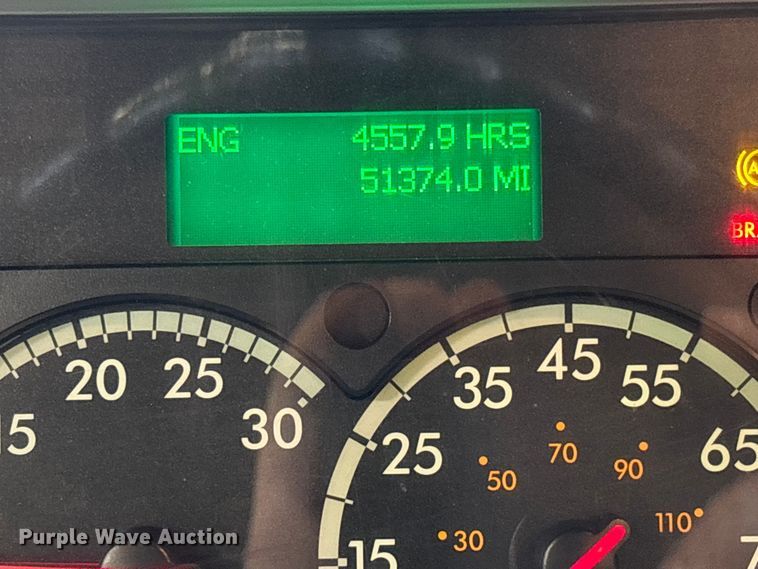 ENG 4557.9 HRS
51374.0 MI
BR
15 20 25 30
15 25 35 45 55 65
30 50 70 90 110
Purple Wave Auction